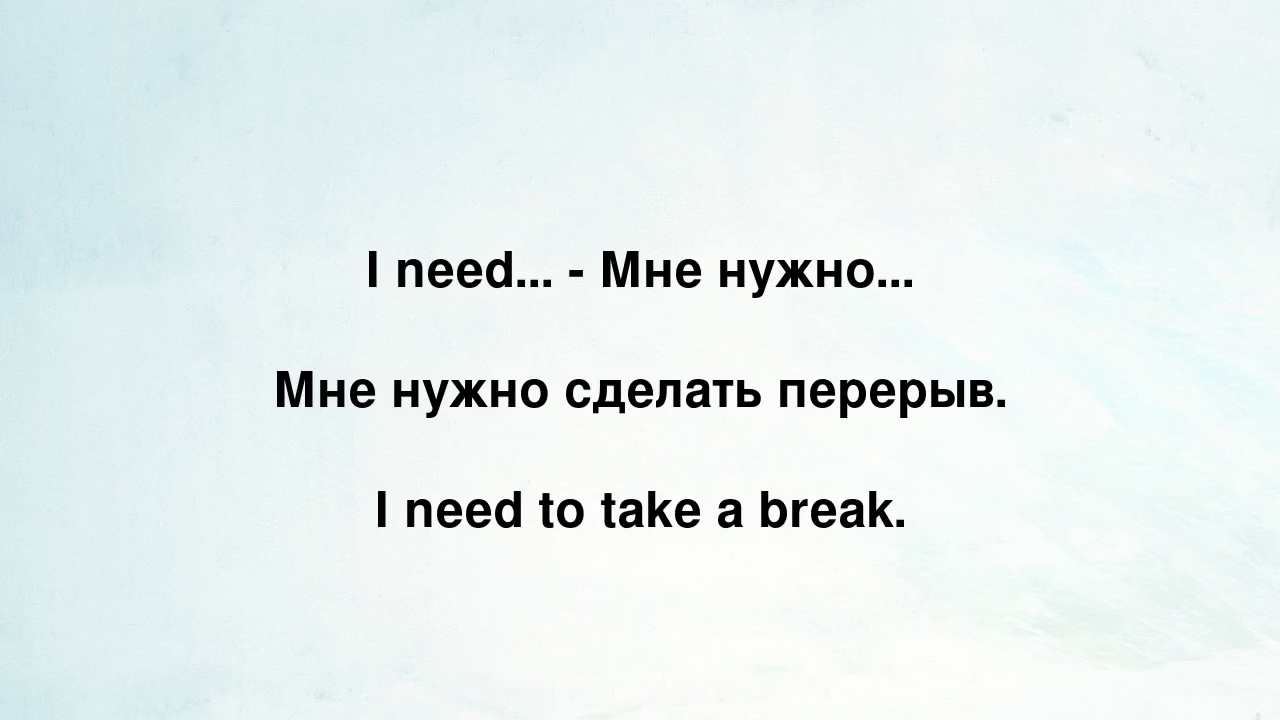 I need... - Мне нужно...
Мне нужно сделать перерыв.
I need to take a break.